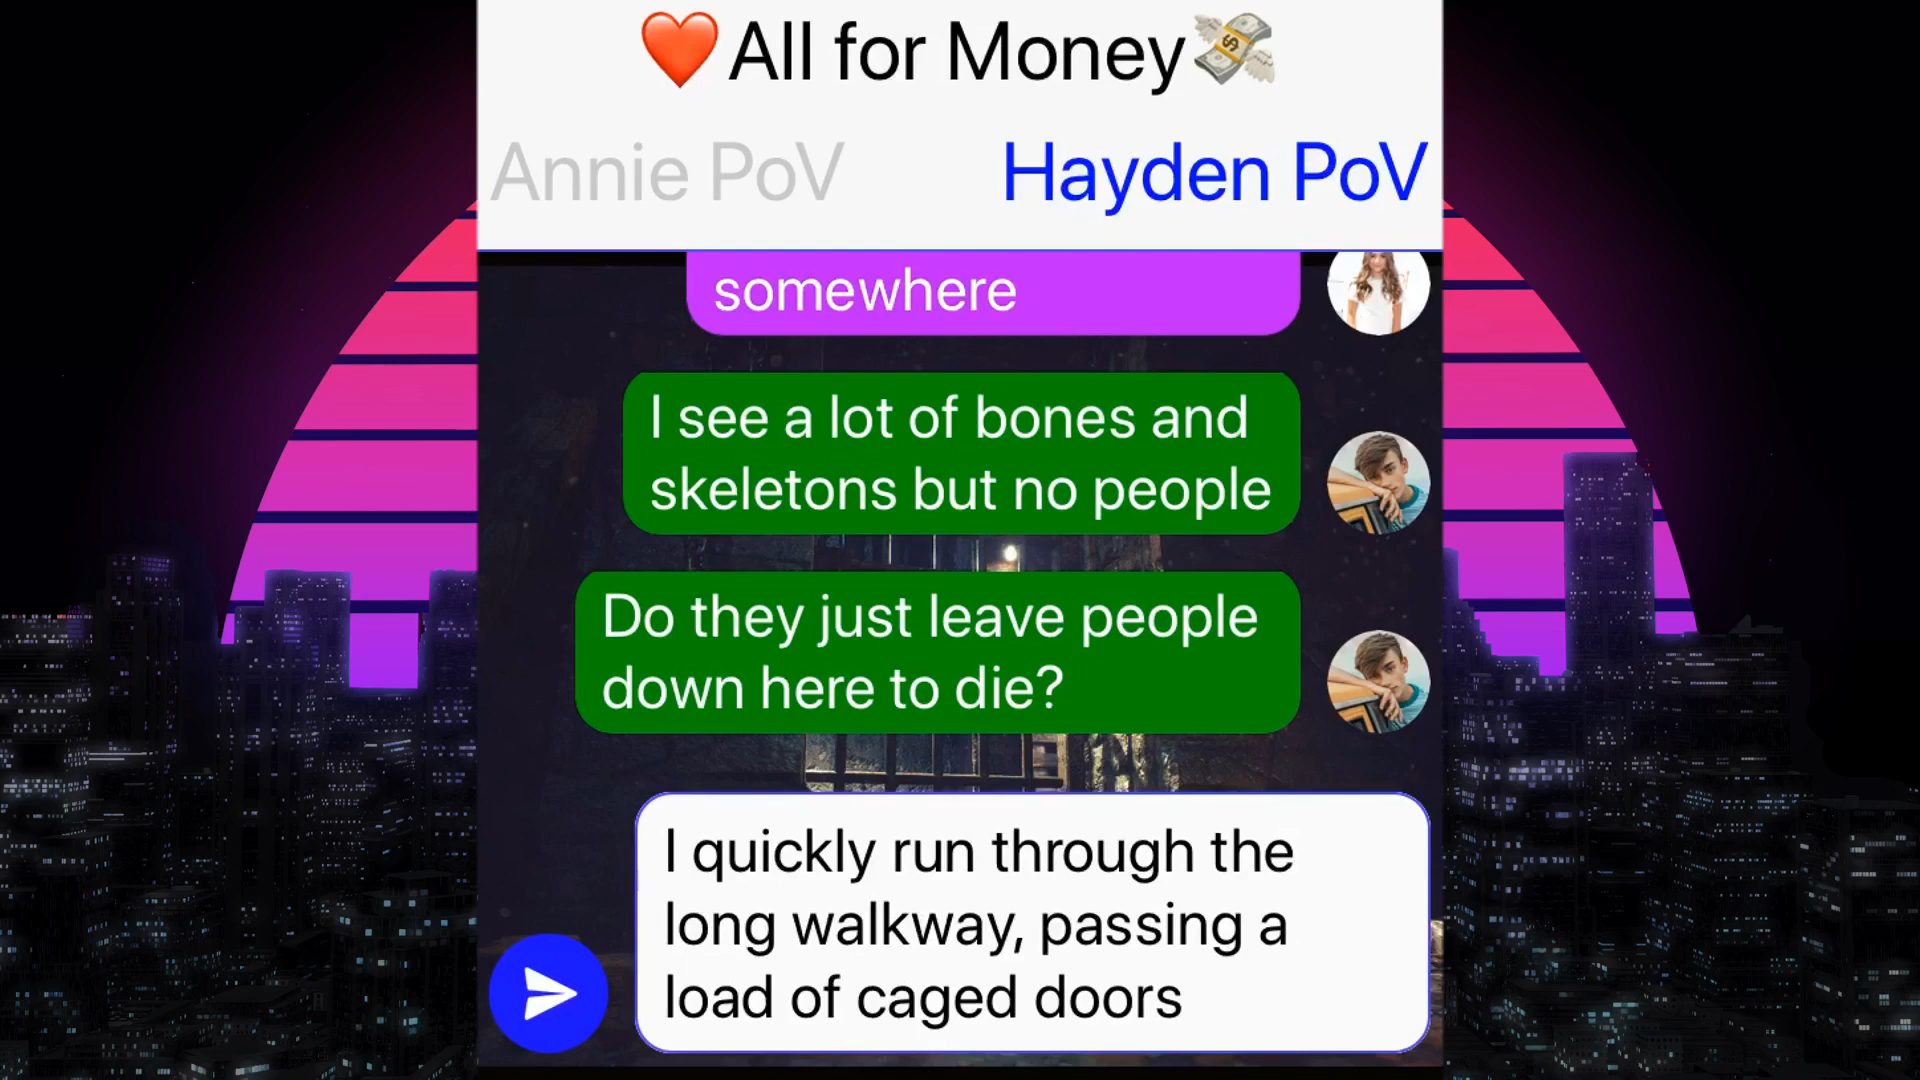 ❤️All for Money💸
Annie PoV
Hayden PoV
somewhere
I see a lot of bones and
skeletons but no people
Do they just leave people
down here to die?
I quickly run through the
long walkway, passing a
load of caged doors